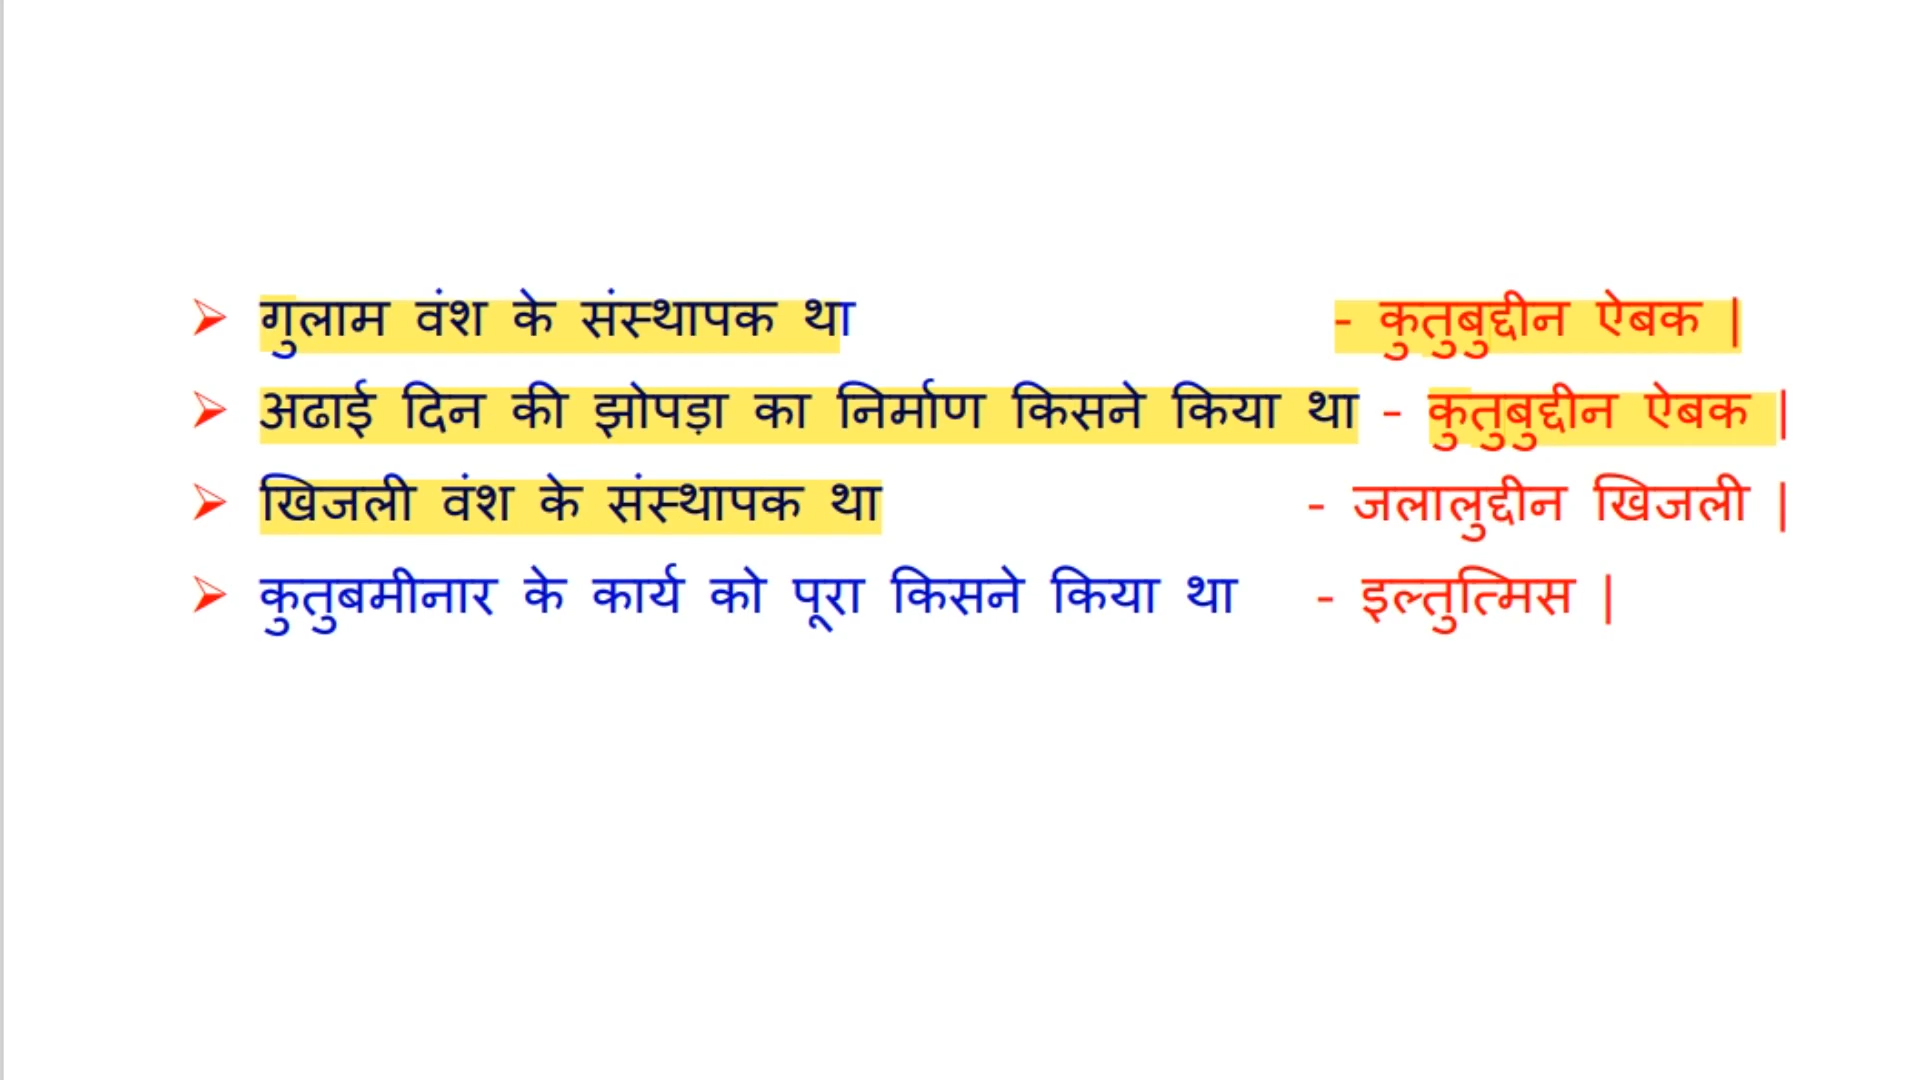 ➢ गुलाम वंश के संस्थापक था - कुतुबुद्दीन ऐबक |
➢ अढाई दिन की झोपड़ा का निर्माण किसने किया था - कुतुबुद्दीन ऐबक |
➢ खिजली वंश के संस्थापक था - जलालुद्दीन खिजली |
➢ कुतुबमीनार के कार्य को पूरा किसने किया था - इल्तुत्मिस |